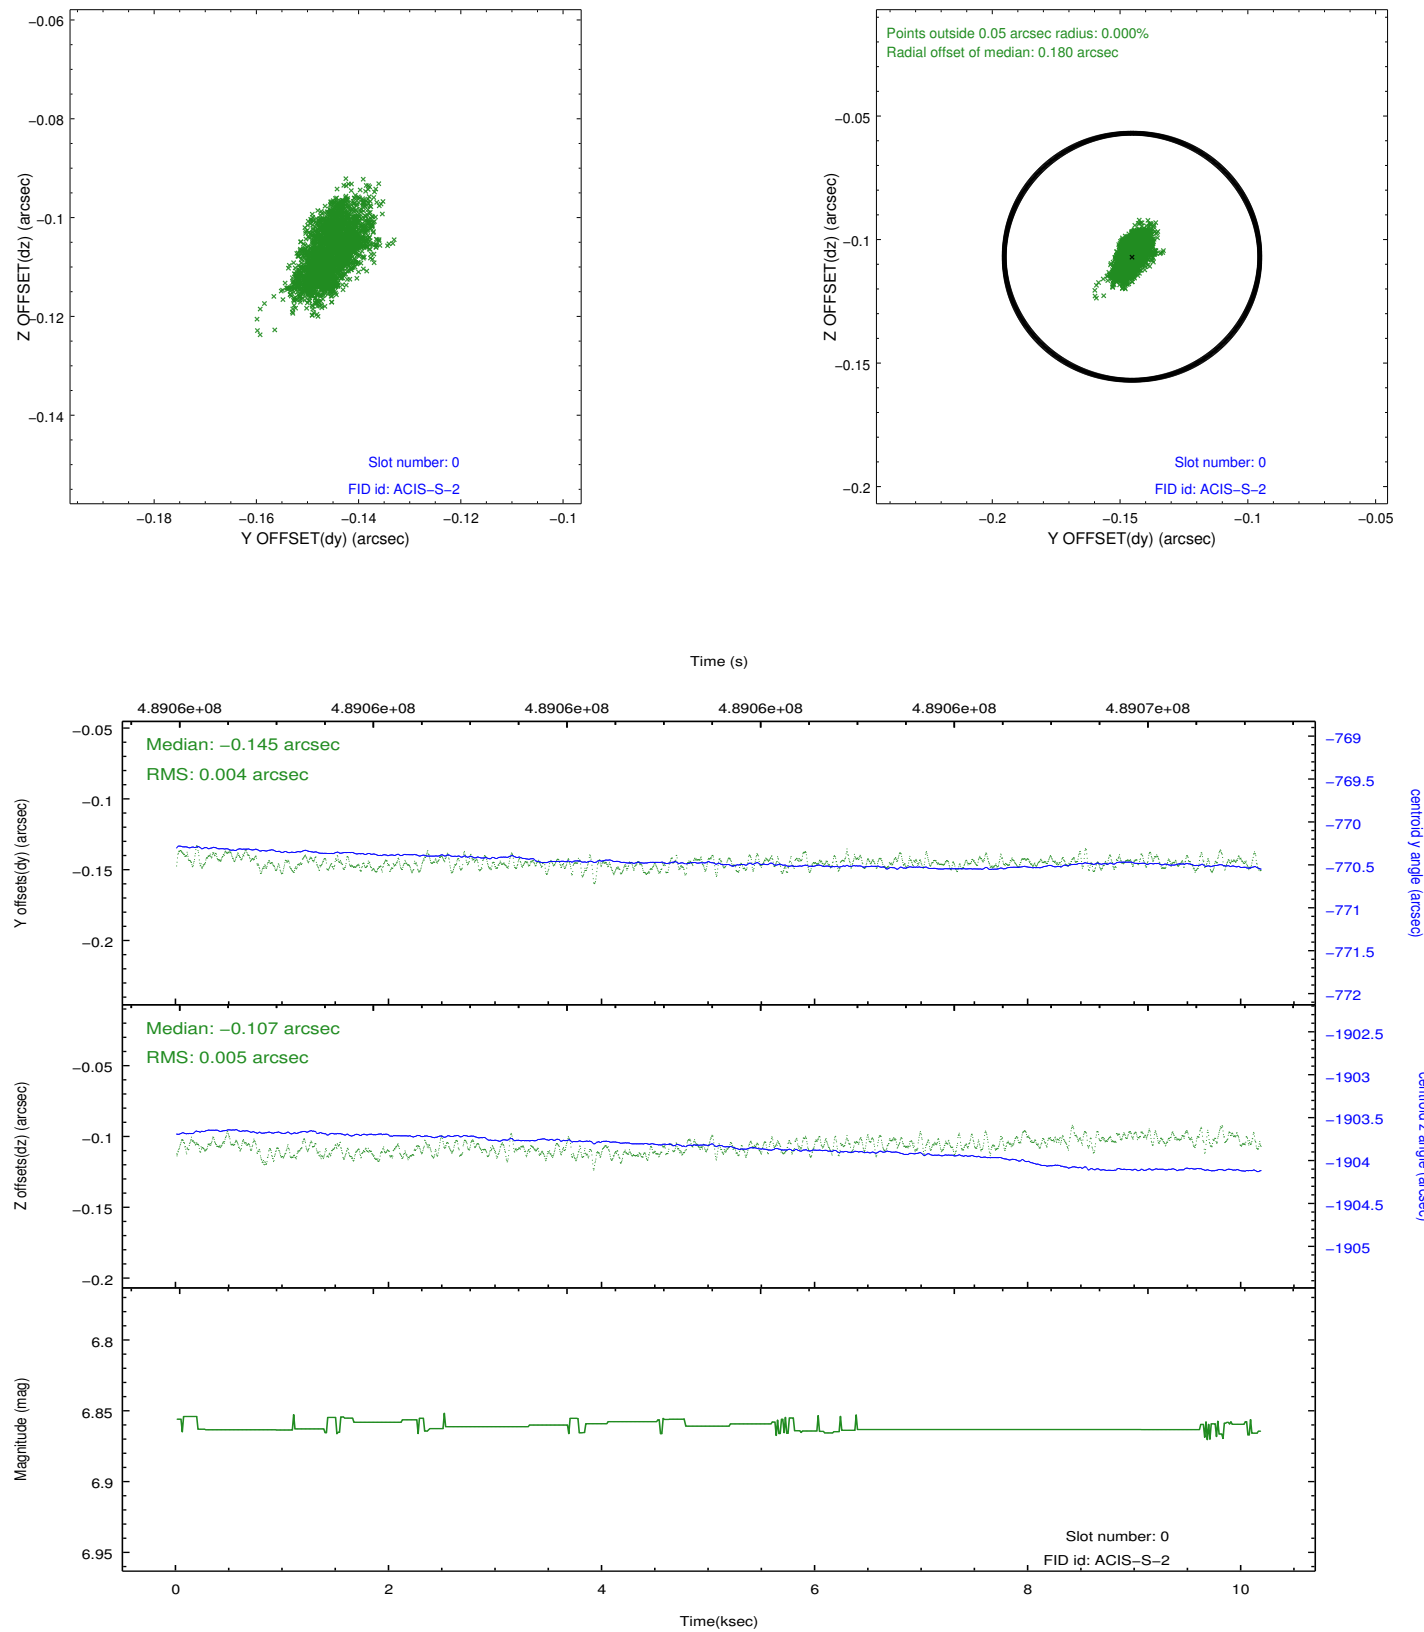 −0.06
−0.08
−0.1
−0.12
−0.14
Z OFFSET(dz) (arcsec)
Slot number: 0
FID id: ACIS−S−2
−0.18
−0.16
−0.14
−0.12
−0.1
Y OFFSET(dy) (arcsec)
Points outside 0.05 arcsec radius: 0.000%
Radial offset of median: 0.180 arcsec
−0.05
−0.1
−0.15
−0.2
Z OFFSET(dz) (arcsec)
Slot number: 0
FID id: ACIS−S−2
−0.2
−0.15
−0.1
−0.05
Y OFFSET(dy) (arcsec)
Time (s)
4.8906e+08
4.8906e+08
4.8906e+08
4.8906e+08
4.8906e+08
4.8907e+08
Median: −0.145 arcsec
RMS: 0.004 arcsec
−0.05
−0.1
−0.15
−0.2
Y offsets(dy) (arcsec)
−769
−769.5
−770
−770.5
−771
−771.5
−772
centroid y angle (arcsec)
Median: −0.107 arcsec
RMS: 0.005 arcsec
−0.05
−0.1
−0.15
−0.2
Z offsets(dz) (arcsec)
−1902.5
−1903
−1903.5
−1904
−1904.5
−1905
centroid z angle (arcsec)
6.8
6.85
6.9
6.95
Magnitude (mag)
Slot number: 0
FID id: ACIS−S−2
0
2
4
6
8
10
Time(ksec)